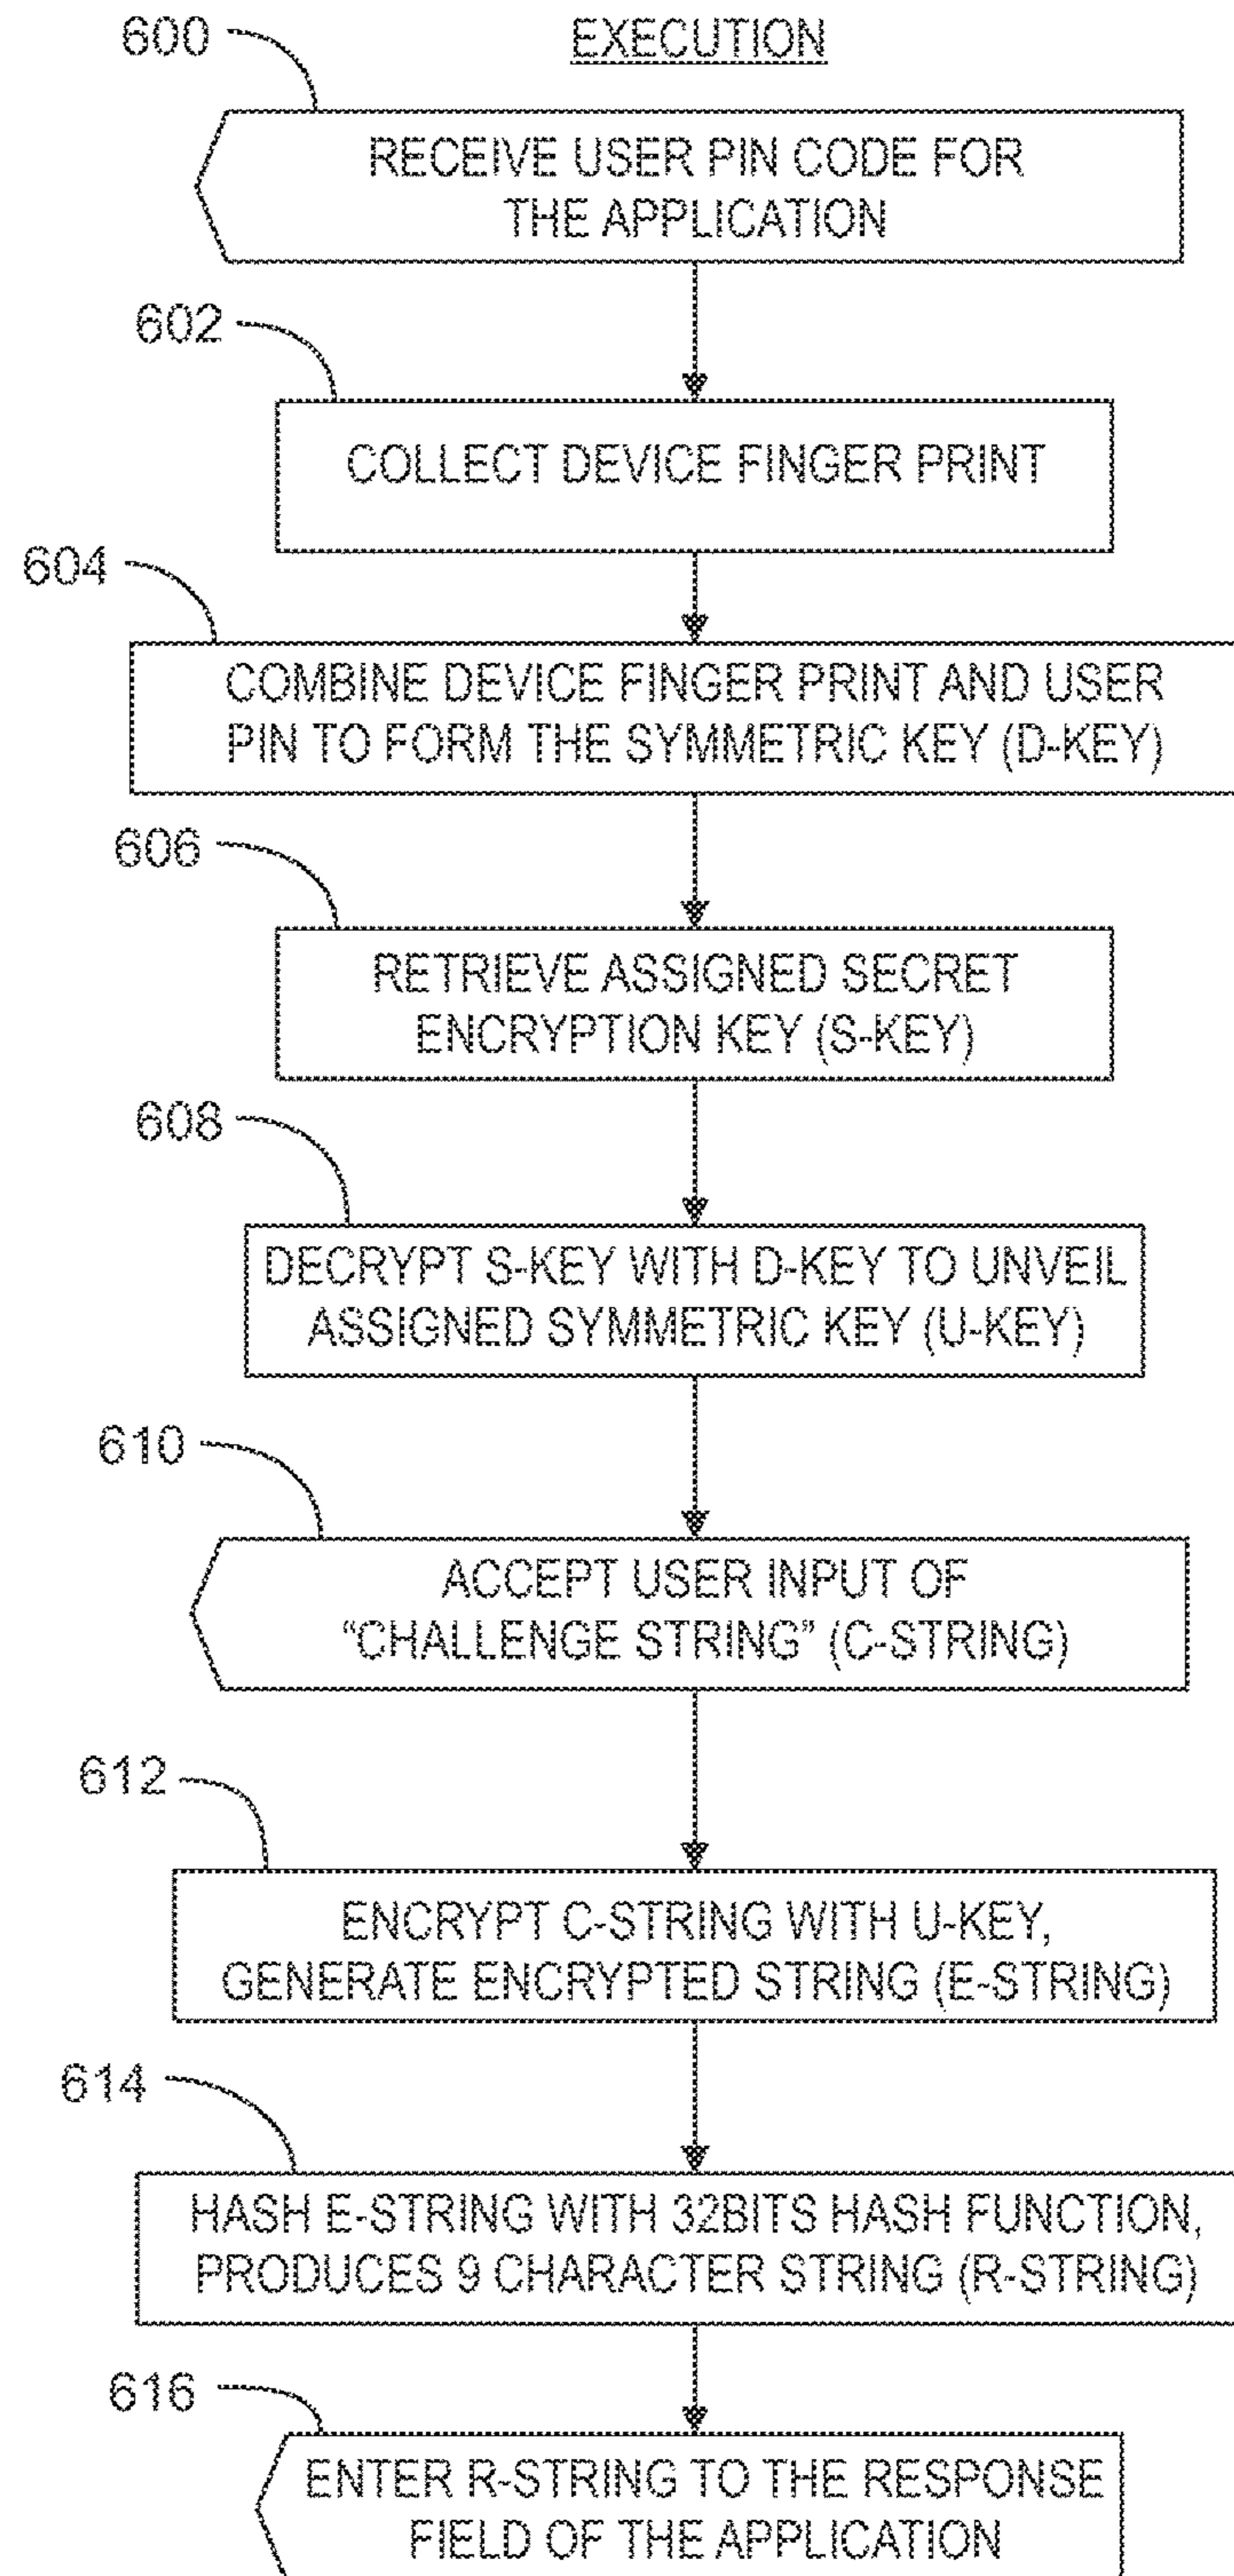 EXECUTION
600
RECEIVE USER PIN CODE FOR
THE APPLICATION
602
COLLECT DEVICE FINGER PRINT
604
COMBINE DEVICE FINGER PRINT AND USER
PIN TO FORM THE SYMMETRIC KEY (D-KEY)
606
RETRIEVE ASSIGNED SECRET
ENCRYPTION KEY (S-KEY)
608
DECRYPT S-KEY WITH D-KEY TO UNVEIL
ASSIGNED SYMMETRIC KEY (U-KEY)
610
ACCEPT USER INPUT OF
“CHALLENGE STRING” (C-STRING)
612
ENCRYPT C-STRING WITH U-KEY,
GENERATE ENCRYPTED STRING (E-STRING)
614
HASH E-STRING WITH 32BITS HASH FUNCTION,
PRODUCES 9 CHARACTER STRING (R-STRING)
616
ENTER R-STRING TO THE RESPONSE
FIELD OF THE APPLICATION